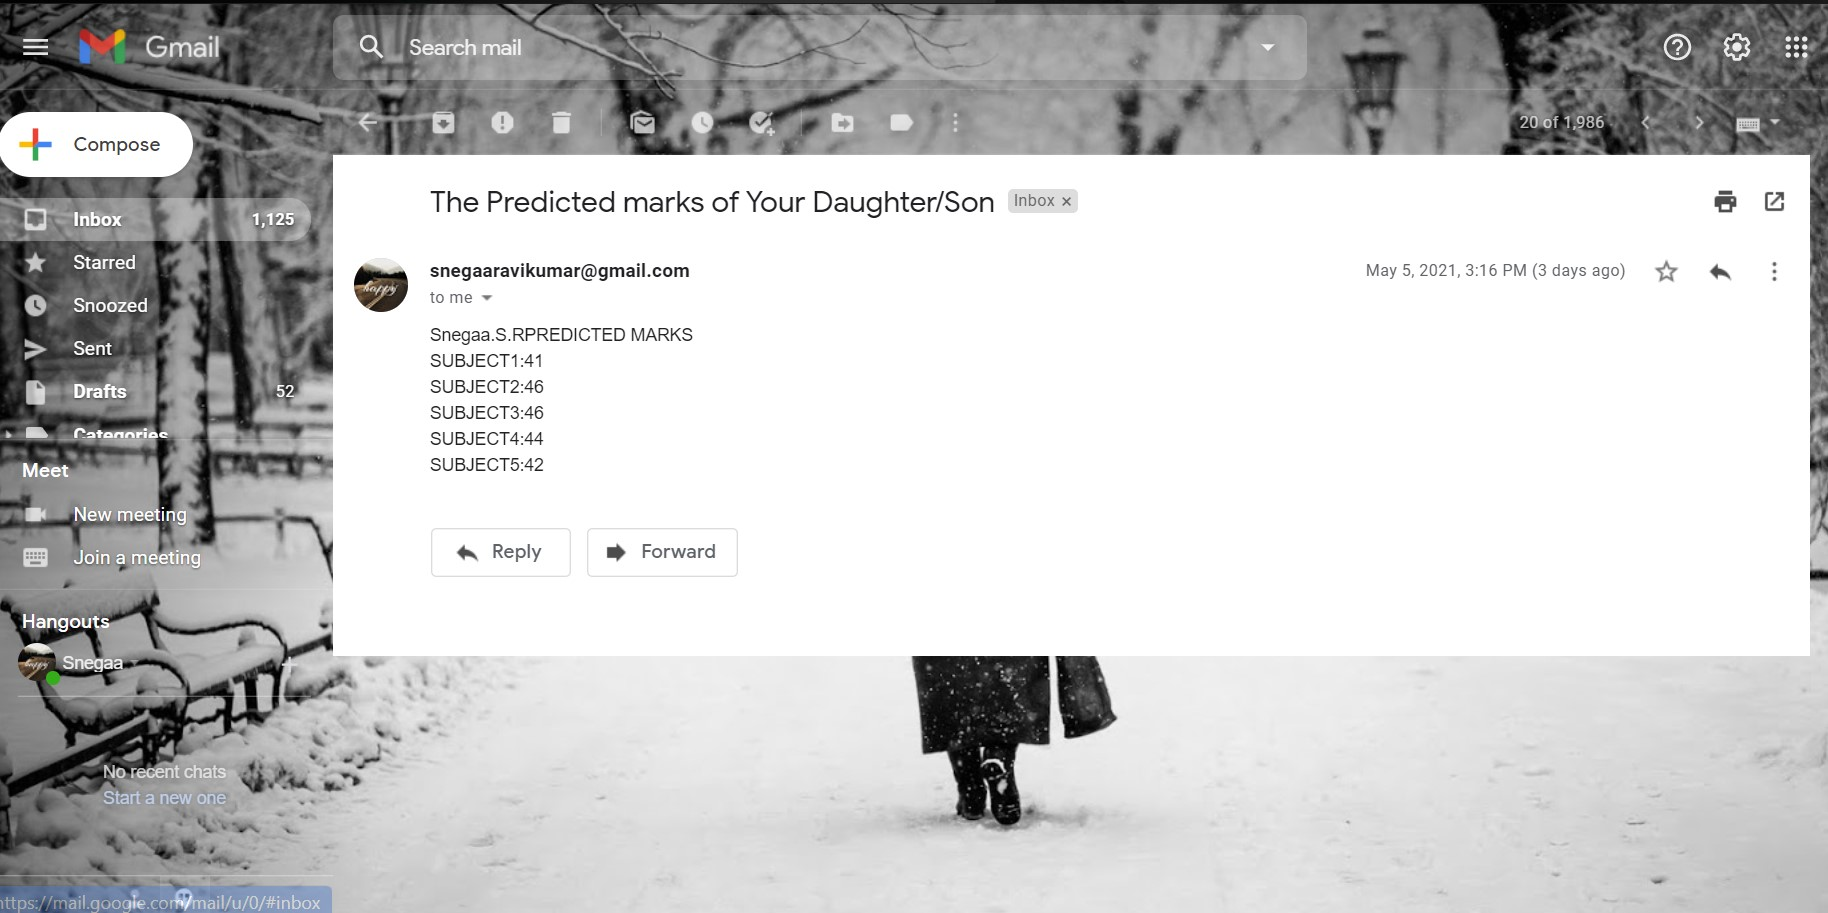 Gmail
Search mail
Compose
20 of 1,986
Inbox 1,125
Starred
Snoozed
Sent
Drafts 52
Categories
Meet
New meeting
Join a meeting
Hangouts
Snegaa
No recent chats
Start a new one
https://mail.google.com/mail/u/0/#inbox
The Predicted marks of Your Daughter/Son Inbox ×
snegaaravikumar@gmail.com May 5, 2021, 3:16 PM (3 days ago)
to me
happy
Snegaa.S.RPREDICTED MARKS
SUBJECT1:41
SUBJECT2:46
SUBJECT3:46
SUBJECT4:44
SUBJECT5:42
Reply Forward